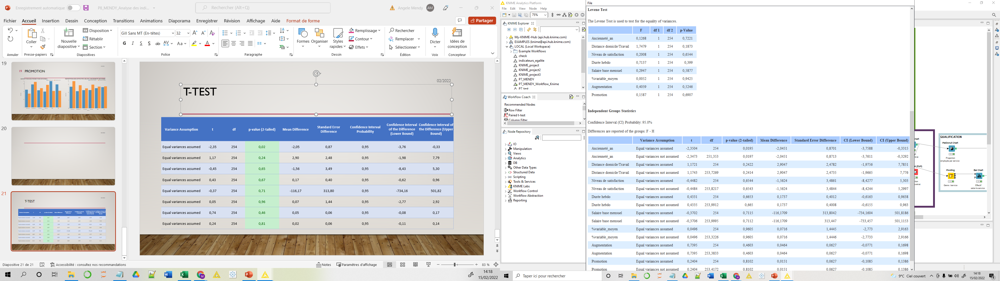 Enregistrement automatique
P8_MENDY_Analyse des indi...
Rechercher (Alt+Q)
Angele Mendy
AM
Fichier Accueil Insertion Dessin Conception Transitions Animations Diaporama Enregistrer Révision Affichage Aide Format de forme
Partager
Annuler
Coller
Presse-papiers
Nouvelle diapositive
Disposition
Rétablir
Section
Diapositives
Gill Sans MT (En-têtes) 32
Police
Paragraphe
Formes Organiser Styles rapides
Remplissage
Contour
Effets
Dessin
Rechercher
Remplacer
Sélectionner
Édition
Dicter
Voix
Idées de conception
Concepteur
19
19 PROMOTION
20
21
T-TEST
02/2022
T-TEST
Variance Assumption t df p-value (2-tailed) Mean Difference Standard Error Difference Confidence Interval Probability Confidence Interval of the Difference (Lower Bound) Confidence Interval of the Difference (Upper Bound)
Equal variances assumed -2,35 254 0,02 -2,05 0,87 0,95 -3,76 -0,33
Equal variances assumed 1,17 254 0,24 2,90 2,48 0,95 -1,98 7,79
Equal variances assumed -0,45 254 0,65 -1,56 3,49 0,95 -8,43 5,30
Equal variances assumed 0,43 254 0,67 0,17 0,40 0,95 -0,62 0,96
Equal variances assumed -0,37 254 0,71 -116,17 313,80 0,95 -734,16 501,82
Equal variances assumed 0,05 254 0,96 0,07 1,44 0,95 -2,77 2,92
Equal variances assumed 0,74 254 0,46 0,05 0,06 0,95 -0,08 0,17
Equal variances assumed 0,24 254 0,81 0,02 0,06 0,95 -0,11 0,14
Diapositive 21 de 21
Accessibilité : consultez nos recommandations
Notes
Paramètres d'affichage
83 %
14:18
15/02/2022
KNIME Analytics Platform
File Edit View Node Help
75%
KNIME Explorer
My-KNIME-Hub (api.hub.knime.com)
EXAMPLES (knime@api.hub.knime.com)
LOCAL (Local Workspace)
Example Workflows
check
indicateurs_egalite
KNIME_project
KNIME_project2
KNIME_project3
P7_MENDY
P7_MENDY_Workflow_Knime
P7_test
Workflow Coach
Recommended Nodes
Row Filter
Paired t-test
Column Filter
Node Repository
IO
Manipulation
Views
Analytics
DB
Other Data Types
Structured Data
Scripting
Tools & Services
KNIME Labs
Workflow Control
Workflow Abstraction
Reporting
File
Levene Test
The Levene Test is used to test for the equality of variances.
F df 1 df 2 p-Value
Ancienneté_an 0,1268 1 254 0,7221
Distance domicile/Travail 1,7479 1 254 0,1873
Niveau de satisfaction 0,2008 1 254 0,6544
Durée hebdo 0,7137 1 254 0,399
Salaire base mensuel 0,2947 1 254 0,5877
%variable_moyen 0,0052 1 254 0,9425
Augmentation 0,4059 1 254 0,5246
Promotion 0,1587 1 254 0,6907
Independent Groups Statistics
Confidence Interval (CI) Probability: 95.0%
Differences are reported of the groups: F - H
Variance Assumption t df p-value (2-tailed) Mean Difference Standard Error Difference CI (Lower Bound) CI (Upper Bound)
Ancienneté_an Equal variances assumed -2,3504 254 0,0195 -2,0451 0,8701 -3,7588 -0,3315
Ancienneté_an Equal variances not assumed -2,3473 251,353 0,0197 -2,0451 0,8713 -3,7611 -0,3292
Distance domicile/Travail Equal variances assumed 1,1721 254 0,2422 2,9047 2,4782 -1,9756 7,7851
Distance domicile/Travail Equal variances not assumed 1,1743 253,7269 0,2414 2,9047 2,4735 -1,9665 7,776
Niveau de satisfaction Equal variances assumed -0,4482 254 0,6544 -1,5624 3,4861 -8,4277 5,303
Niveau de satisfaction Equal variances not assumed -0,4484 253,8217 0,6543 -1,5624 3,4844 -8,4244 5,2997
Durée hebdo Equal variances assumed 0,4331 254 0,6653 0,1737 0,4012 -0,6163 0,9638
Durée hebdo Equal variances not assumed 0,4335 253,9912 0,665 0,1737 0,4008 -0,6155 0,963
Salaire base mensuel Equal variances assumed -0,3702 254 0,7115 -116,1709 313,8042 -734,1604 501,8186
Salaire base mensuel Equal variances not assumed -0,3706 253,9995 0,7112 -116,1709 313,447 -733,457 501,1153
%variable_moyen Equal variances assumed 0,0496 254 0,9605 0,0716 1,4445 -2,773 2,9163
%variable_moyen Equal variances not assumed 0,0496 253,3226 0,9605 0,0716 1,4446 -2,7733 2,9166
Augmentation Equal variances assumed 0,7395 254 0,4603 0,0464 0,0627 -0,0771 0,1698
Augmentation Equal variances not assumed 0,7395 253,3833 0,4603 0,0464 0,0627 -0,0771 0,1698
Promotion Equal variances assumed 0,2404 254 0,8102 0,0151 0,0627 -0,1085 0,1386
Promotion Equal variances not assumed 0,2404 253,4172 0,8102 0,0151 0,0627 -0,1085 0,1386
QUALIFICATION
Pie/Donut Chart
Proportion
employés par service
Pivoting
Bar Chart
Genre /service
Effectif
selon le service
Taper ici pour rechercher
9°C Ciel couvert
14:18
15/02/2022